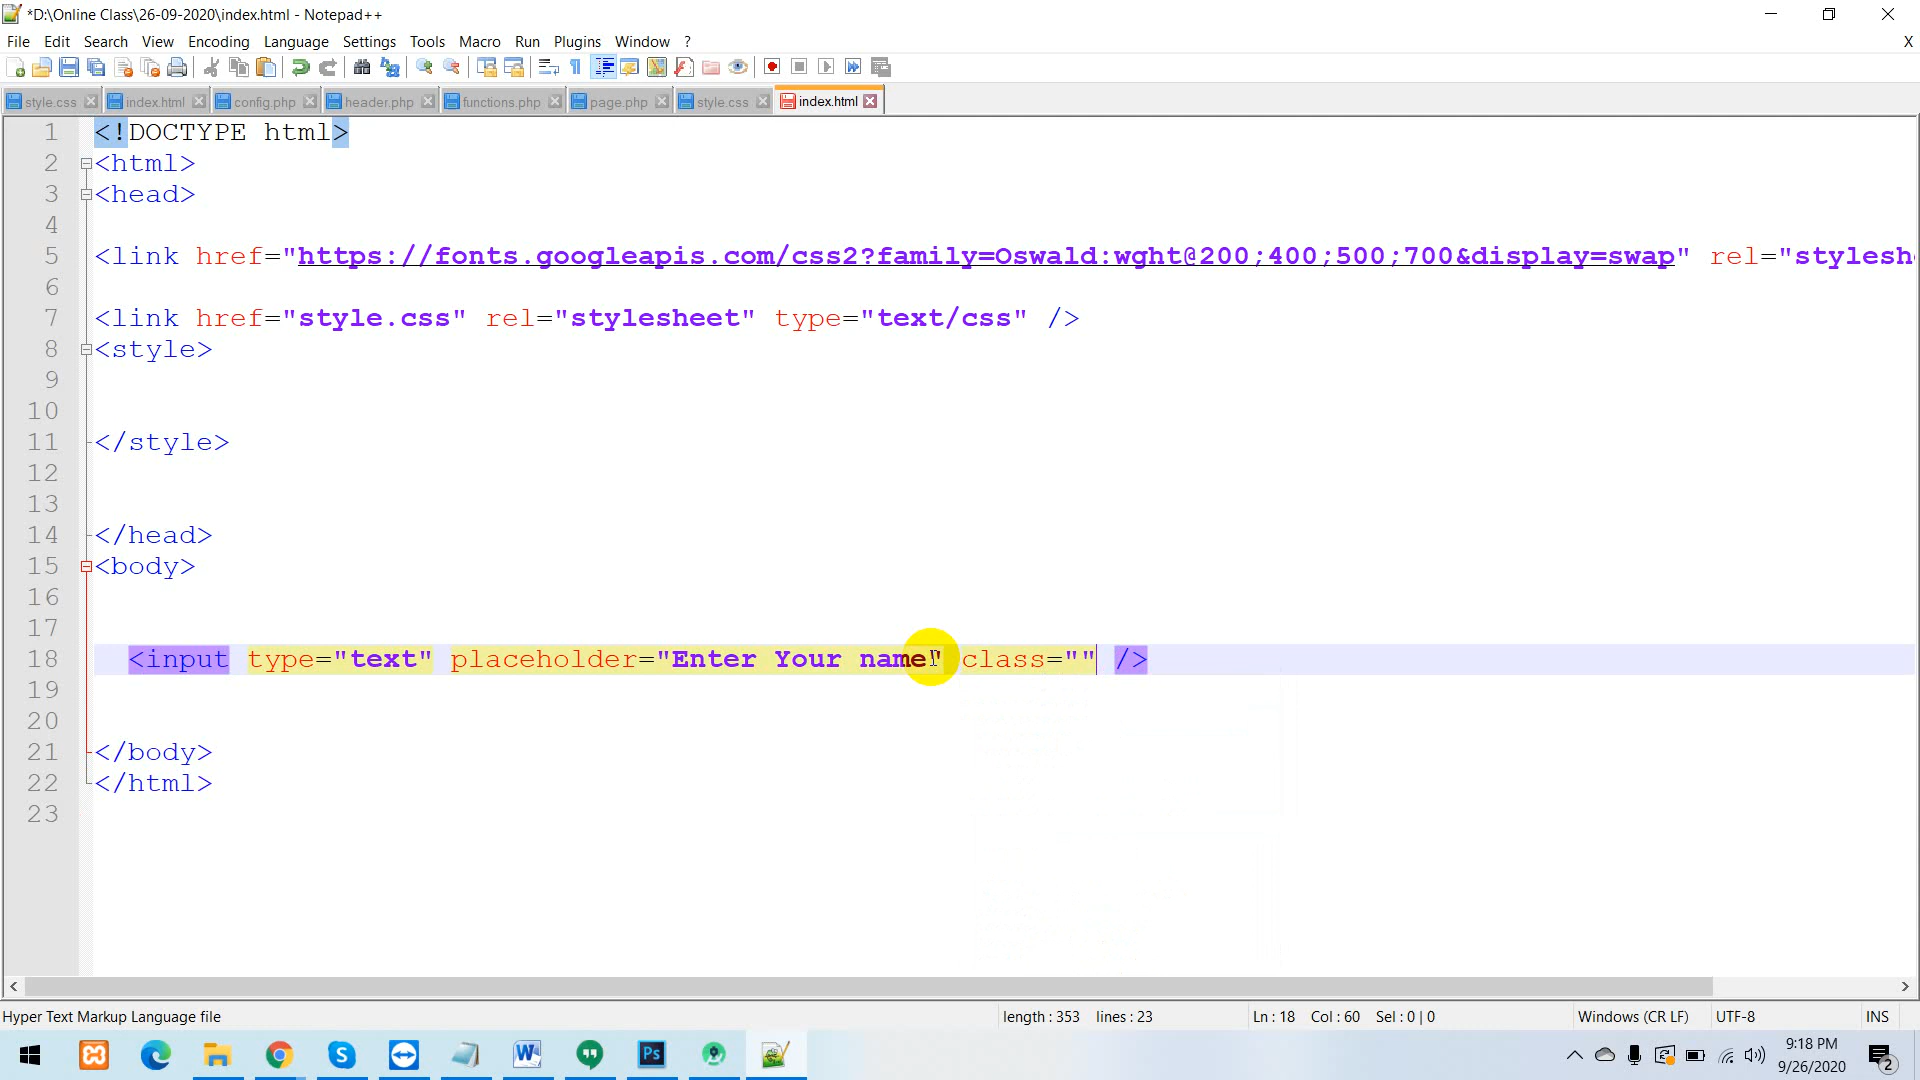 *D:\Online Class\26-09-2020\index.html - Notepad++
File Edit Search View Encoding Language Settings Tools Macro Run Plugins Window ? X
style.css index.html config.php header.php functions.php page.php style.css index.html
1 <!DOCTYPE html>
2 <html>
3 <head>
4
5 <link href="https://fonts.googleapis.com/css2?family=Oswald:wght@200;400;500;700&display=swap" rel="stylesh
6
7 <link href="style.css" rel="stylesheet" type="text/css" />
8 <style>
9
10
11 </style>
12
13
14 </head>
15 <body>
16
17
18 <input type="text" placeholder="Enter Your name" class="" />
19
20
21 </body>
22 </html>
23
Hyper Text Markup Language file length : 353 lines : 23 Ln : 18 Col : 60 Sel : 0 | 0 Windows (CR LF) UTF-8 INS
9:18 PM
9/26/2020
2